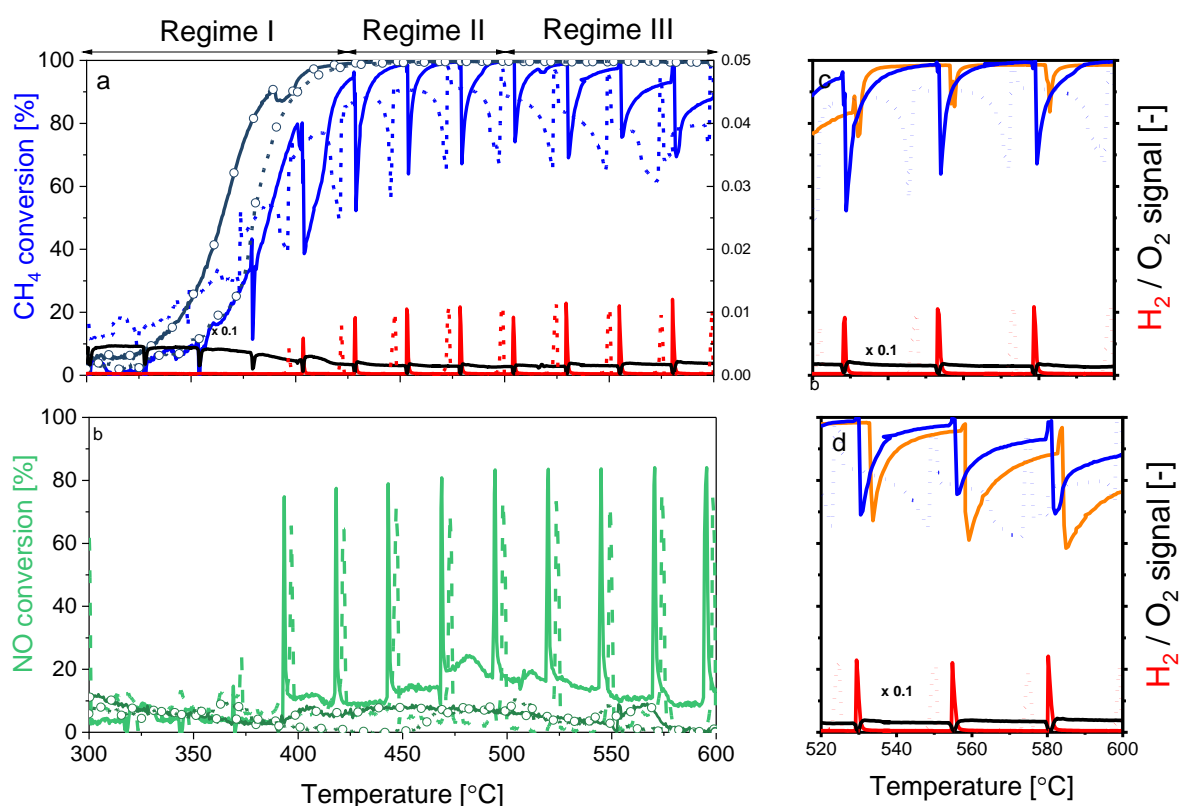 Regime I
Regime II
Regime III
a
100
80
60
40
20
0
CH4 conversion [%]
0.05
0.04
0.03
0.02
0.01
0.00
x 0.1
c
x 0.1
b
H2 / O2 signal [-]
b
100
80
60
40
20
0
NO conversion [%]
300
350
400
450
500
550
600
Temperature [°C]
d
x 0.1
520
540
560
580
600
Temperature [°C]
H2 / O2 signal [-]